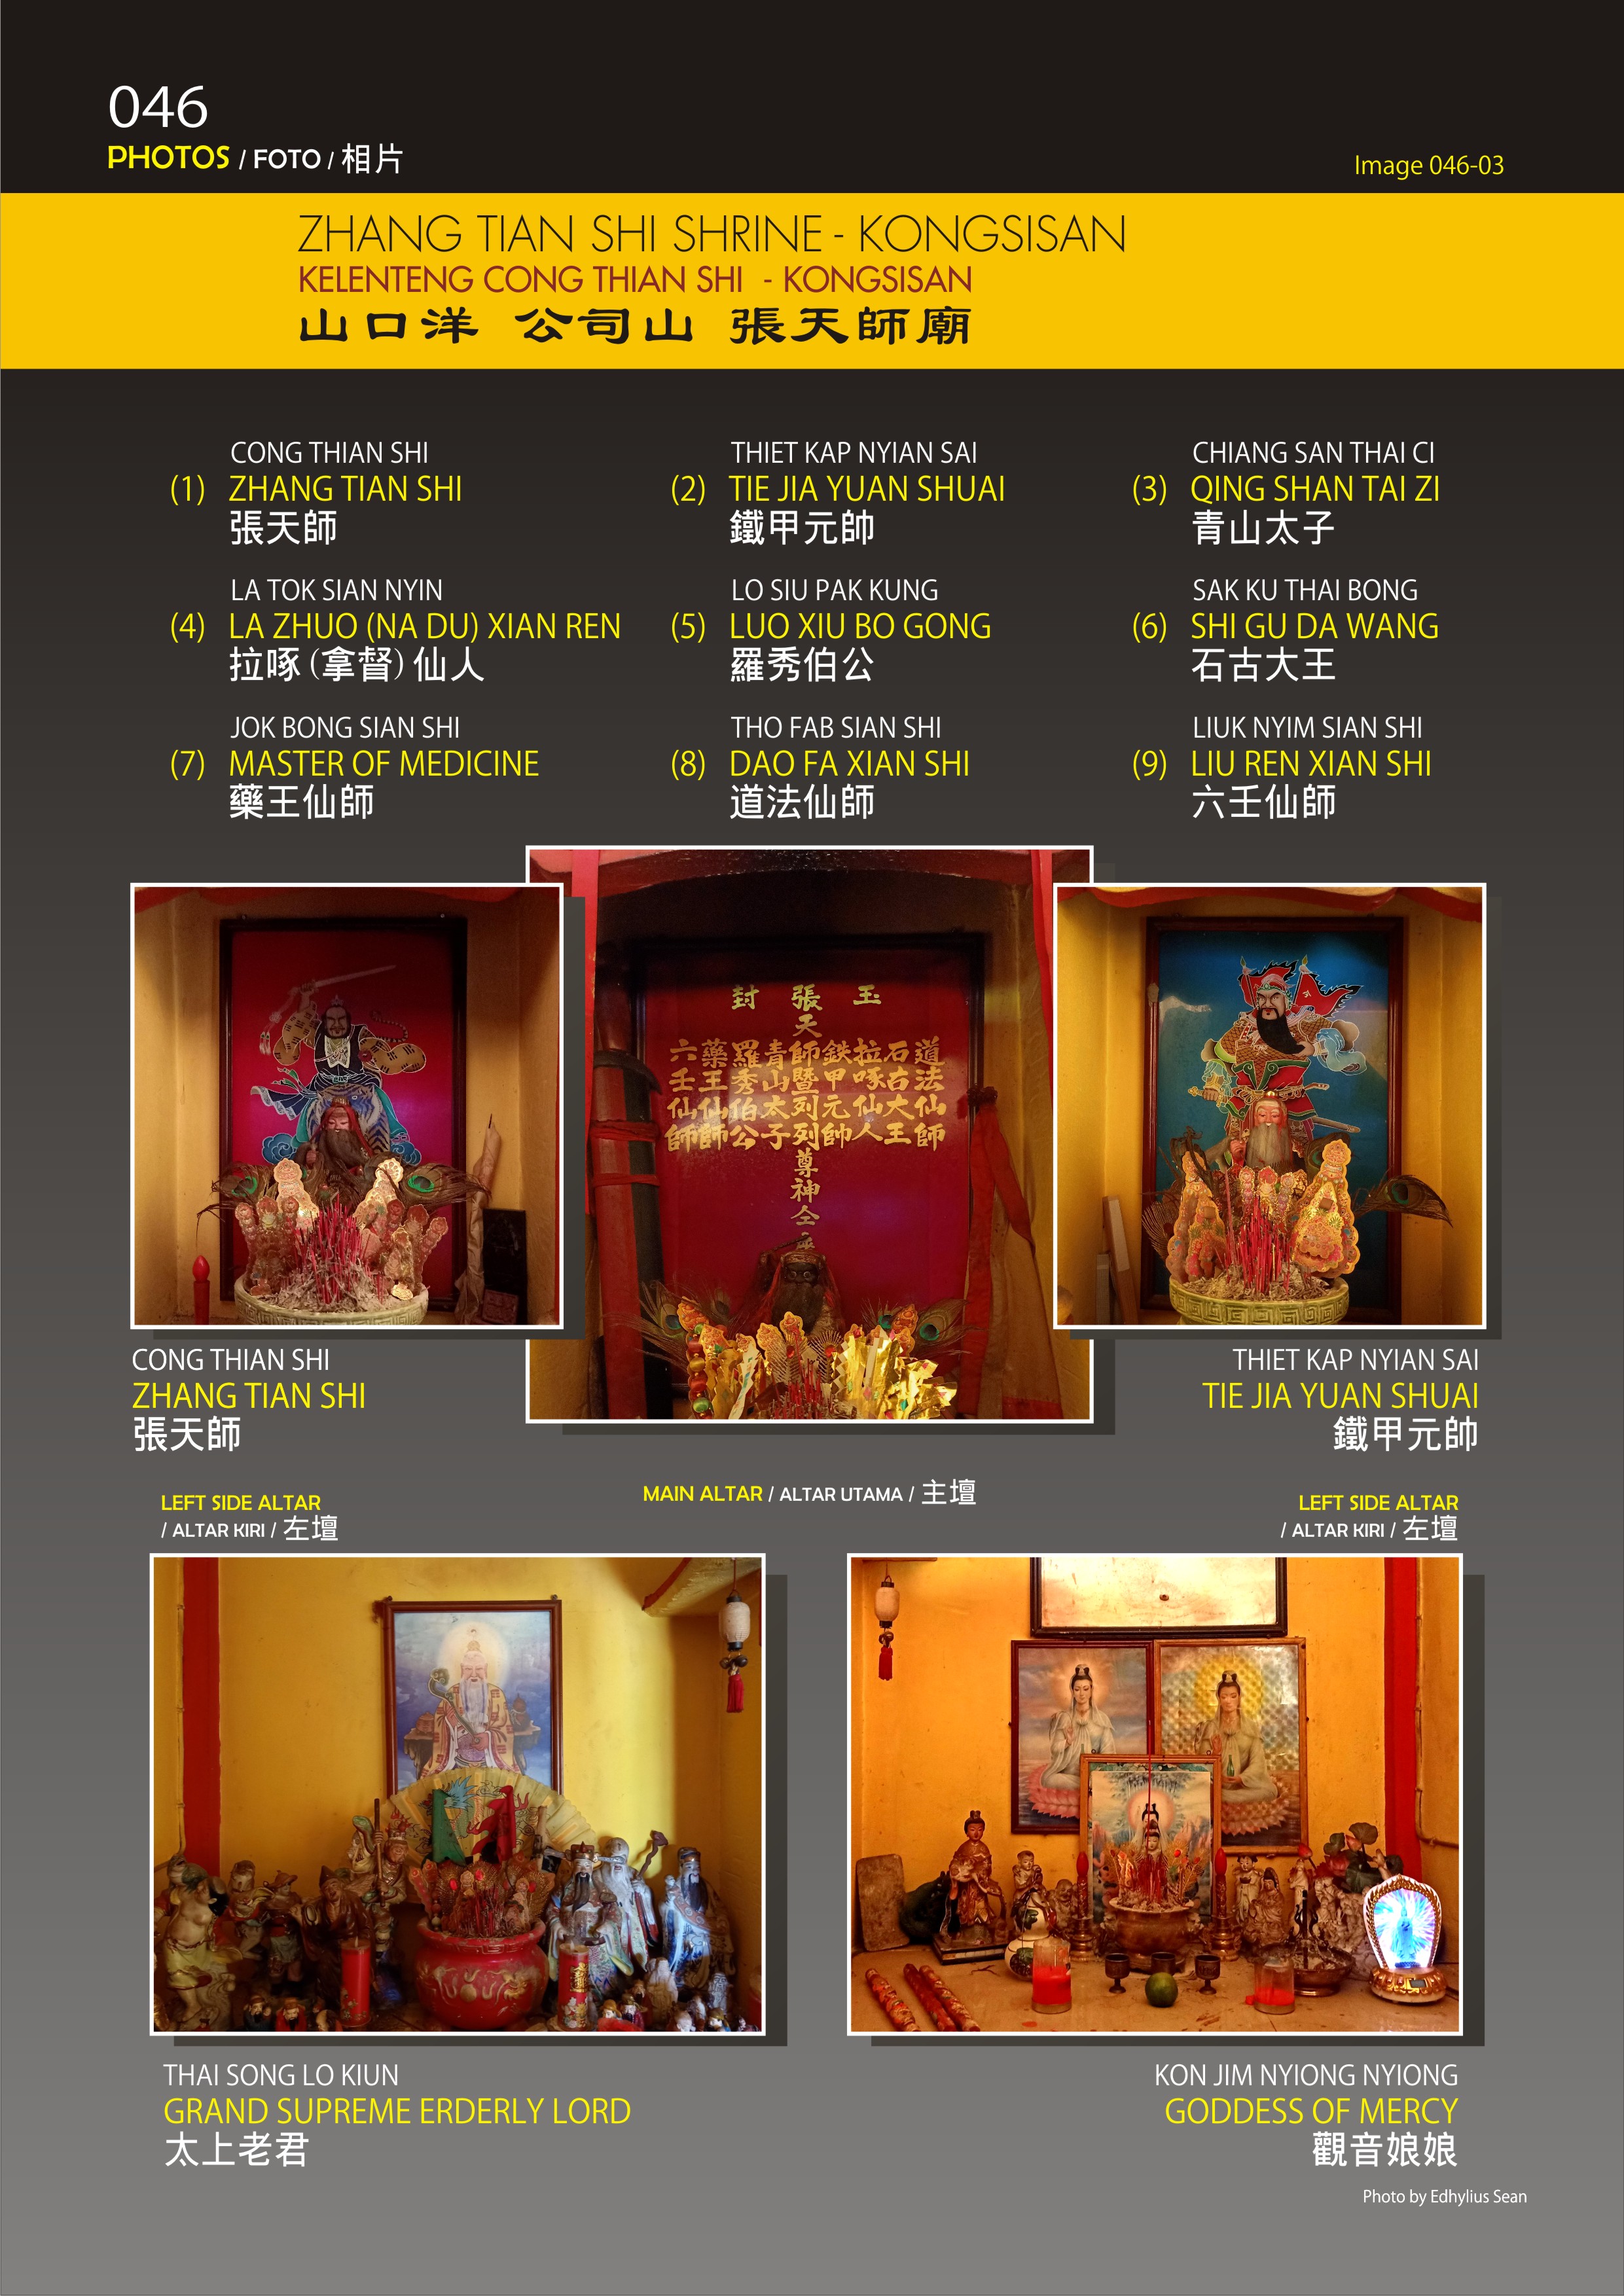 046
PHOTOS / FOTO / 相片
Image 046-03
ZHANG TIAN SHI SHRINE - KONGSISAN
KELENTENG CONG THIAN SHI - KONGSISAN
山口洋 公司山 張天師廟
CONG THIAN SHI
(1) ZHANG TIAN SHI
張天師
THIET KAP NYIAN SAI
(2) TIE JIA YUAN SHUAI
鐵甲元帥
CHIANG SAN THAI CI
(3) QING SHAN TAI ZI
青山太子
LA TOK SIAN NYIN
(4) LA ZHUO (NA DU) XIAN REN
拉啄 (拿督) 仙人
LO SIU PAK KUNG
(5) LUO XIU BO GONG
羅秀伯公
SAK KU THAI BONG
(6) SHI GU DA WANG
石古大王
JOK BONG SIAN SHI
(7) MASTER OF MEDICINE
藥王仙師
THO FAB SIAN SHI
(8) DAO FA XIAN SHI
道法仙師
LIUK NYIM SIAN SHI
(9) LIU REN XIAN SHI
六壬仙師
玉 張 封
道法仙師
石古大王
拉啄仙人
鉄甲元帥
天師暨列列尊神仝座
青山太子
羅秀伯公
藥王仙師
六壬仙師
CONG THIAN SHI
ZHANG TIAN SHI
張天師
THIET KAP NYIAN SAI
TIE JIA YUAN SHUAI
鐵甲元帥
MAIN ALTAR / ALTAR UTAMA / 主壇
LEFT SIDE ALTAR
/ ALTAR KIRI / 左壇
LEFT SIDE ALTAR
/ ALTAR KIRI / 左壇
THAI SONG LO KIUN
GRAND SUPREME ERDERLY LORD
太上老君
KON JIM NYIONG NYIONG
GODDESS OF MERCY
觀音娘娘
Photo by Edhylius Sean